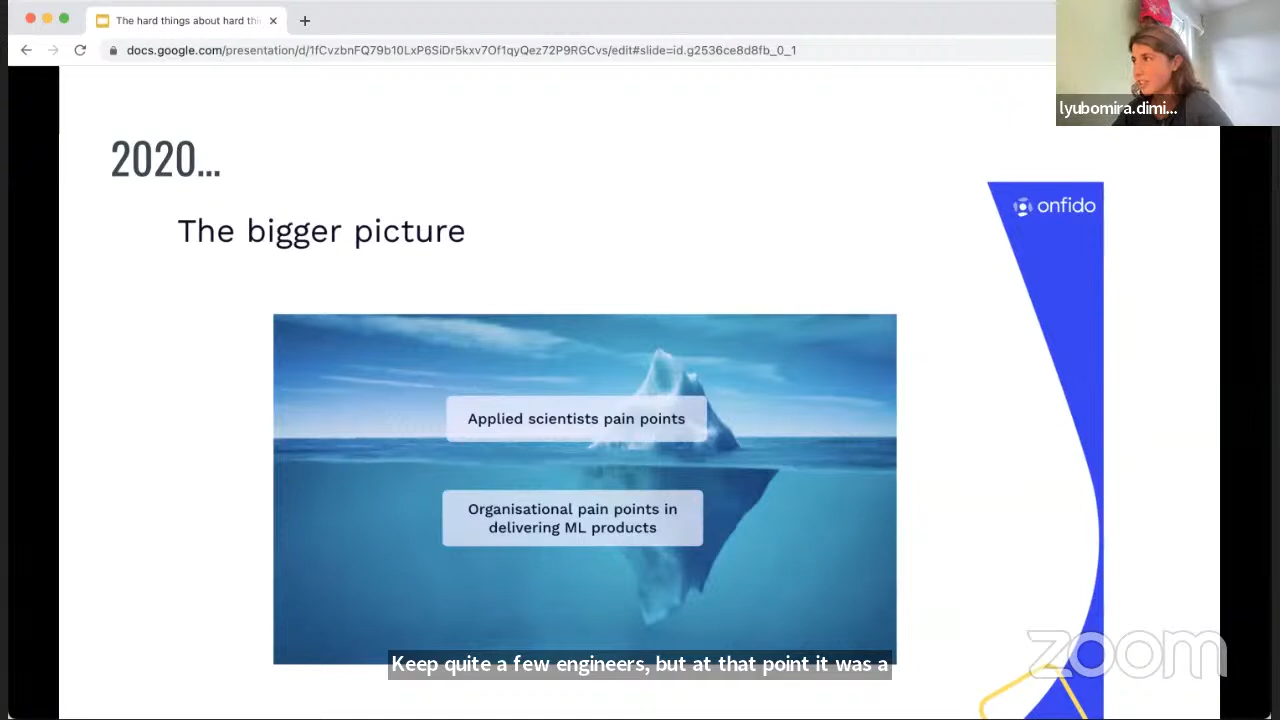 The hard things about hard thi
docs.google.com/presentation/d/1fCvzbnFQ79b10LxP6SiDr5kxv7Of1qyQez72P9RGCvs/edit#slide=id.g2536ce8d8fb_0_1
lyubomira.dimi...
2020...
The bigger picture
onfido
Applied scientists pain points
Organisational pain points in
delivering ML products
Keep quite a few engineers, but at that point it was a
zoom